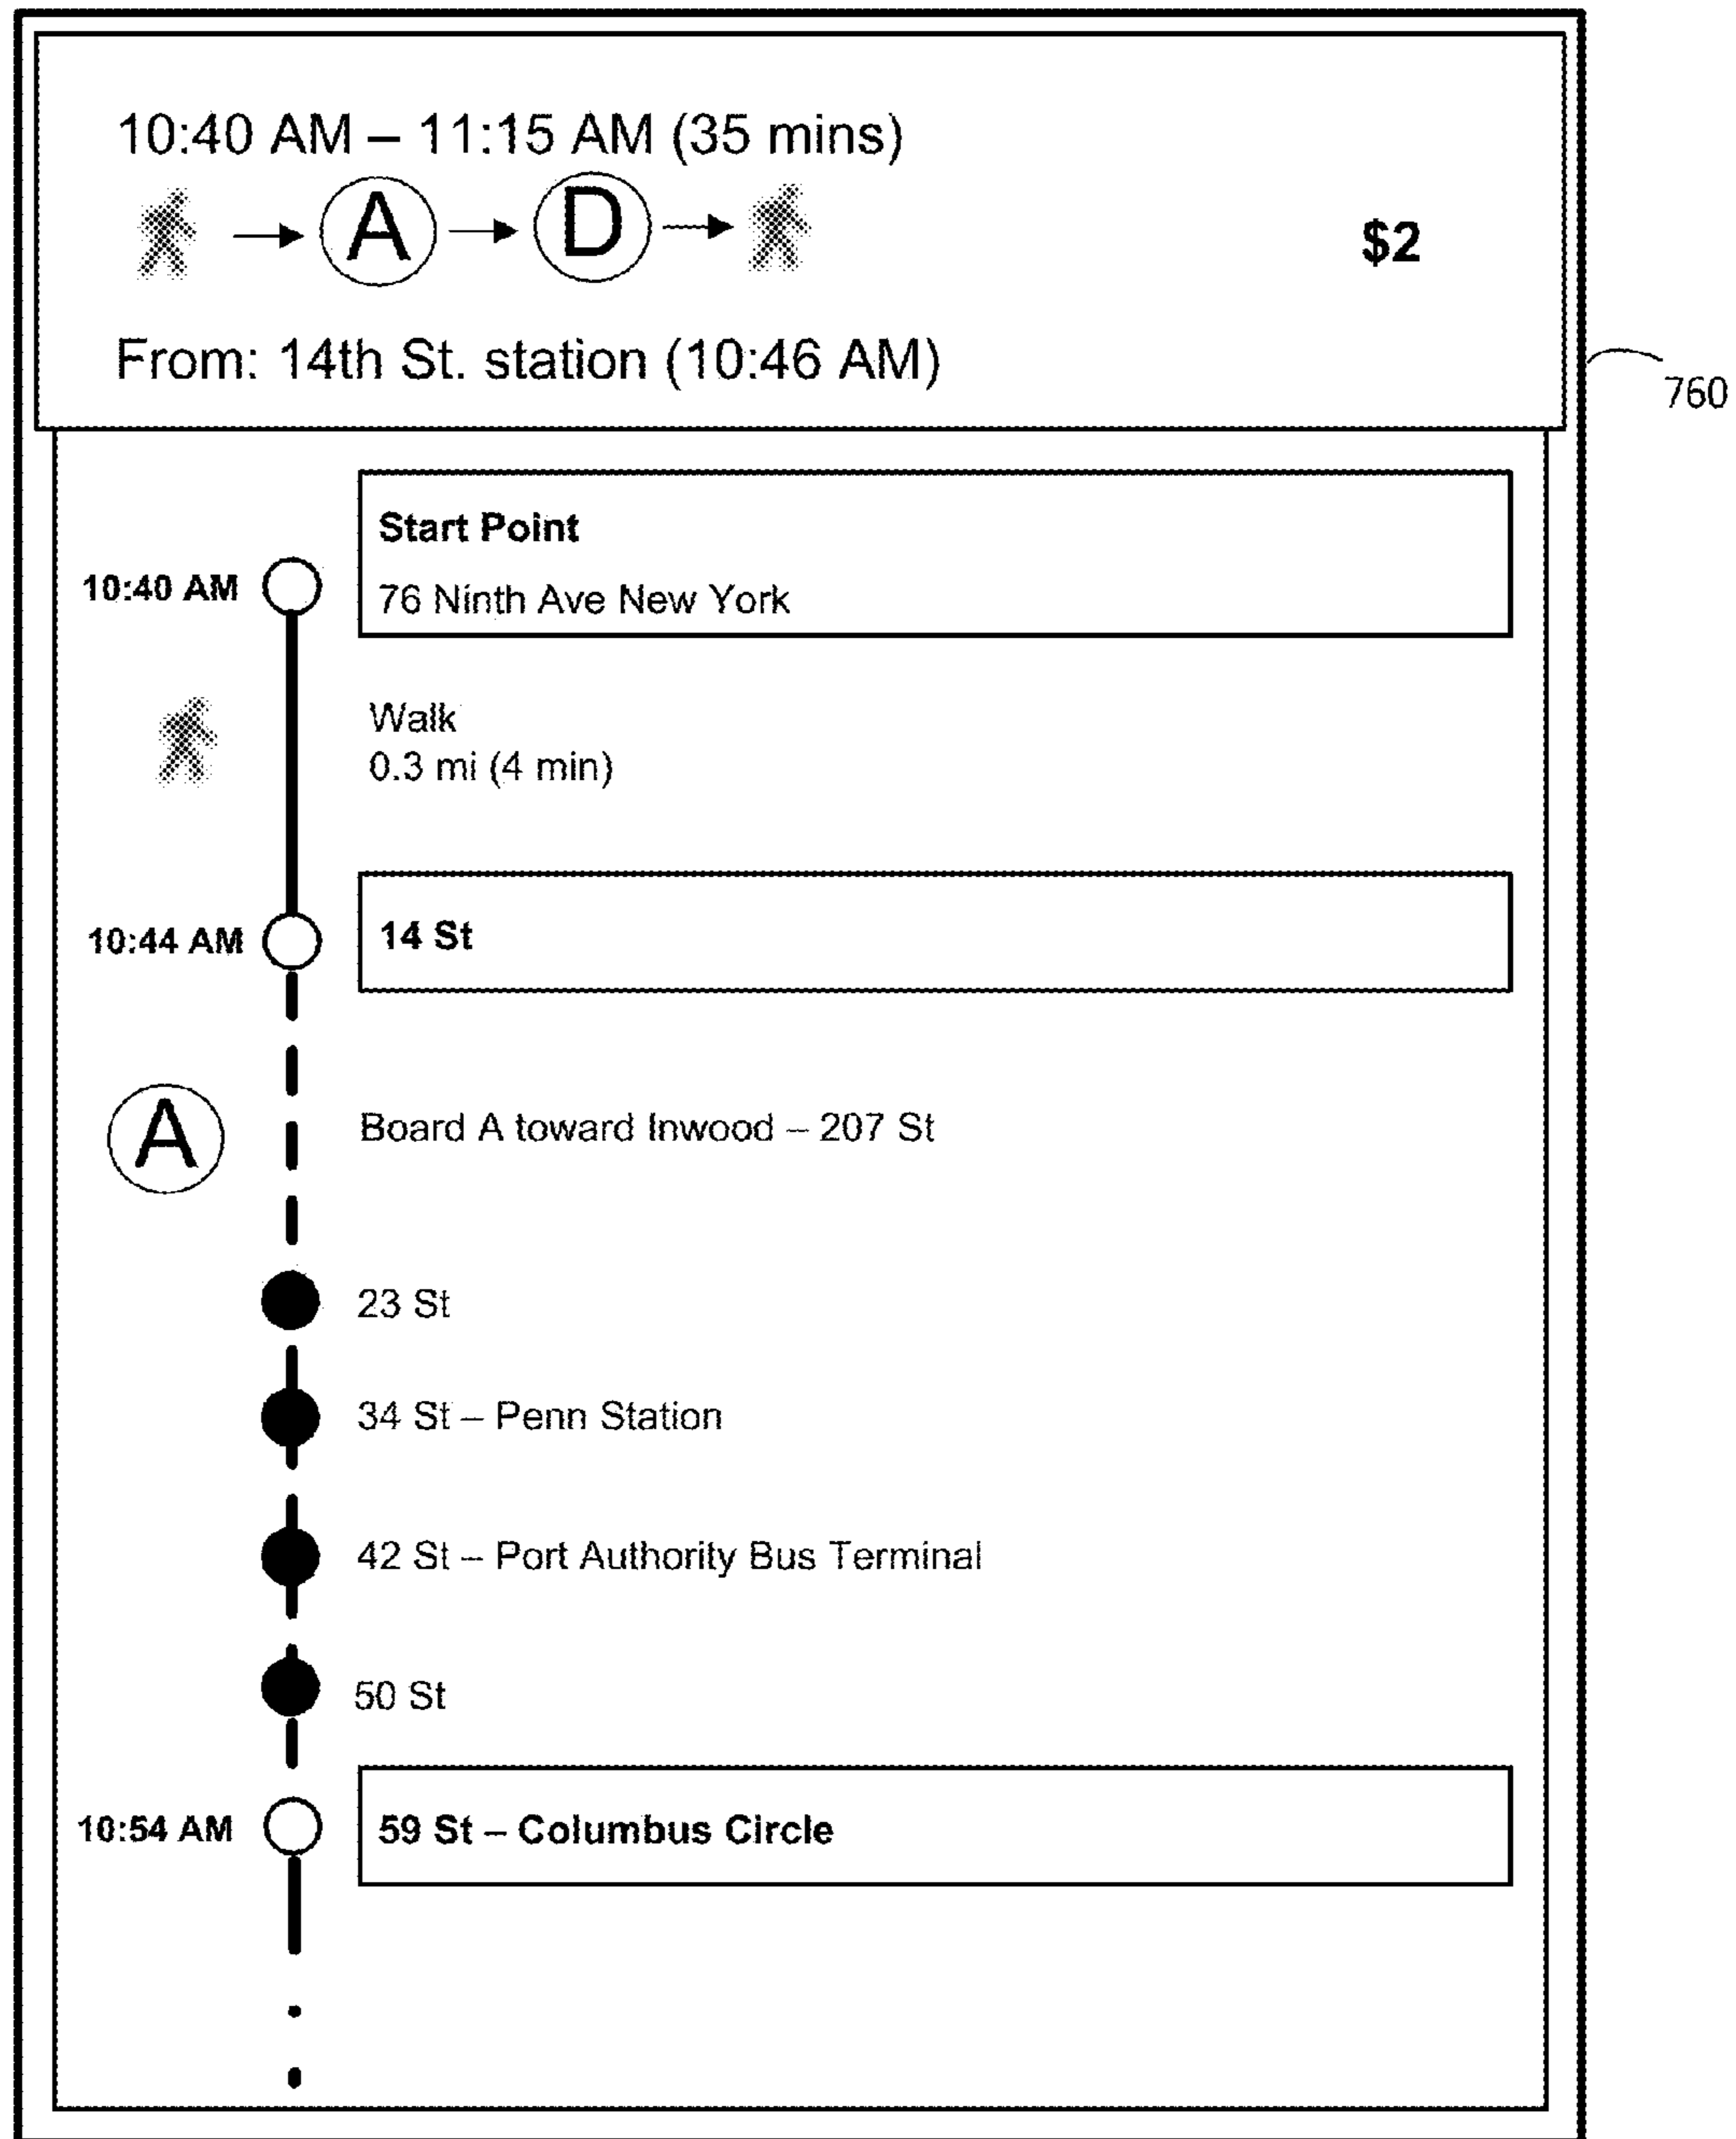 10:40 AM – 11:15 AM (35 mins)
A D
$2
From: 14th St. station (10:46 AM)
760
Start Point
10:40 AM
76 Ninth Ave New York
Walk
0.3 mi (4 min)
10:44 AM
14 St
A
Board A toward Inwood – 207 St
23 St
34 St – Penn Station
42 St – Port Authority Bus Terminal
50 St
10:54 AM
59 St – Columbus Circle